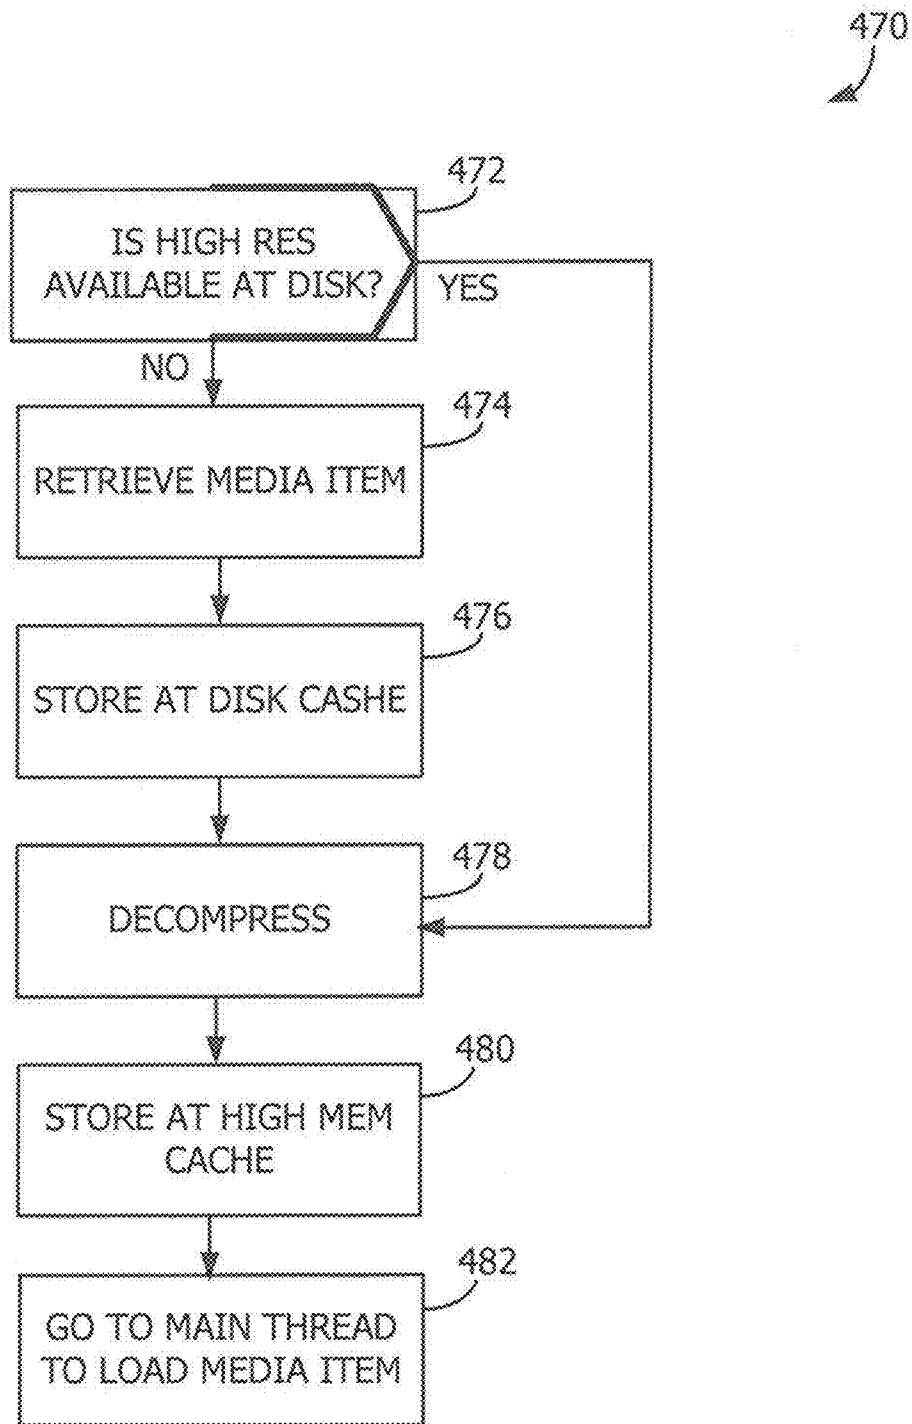 470
472
IS HIGH RES
AVAILABLE AT DISK?
YES
NO
474
RETRIEVE MEDIA ITEM
476
STORE AT DISK CASHE
478
DECOMPRESS
480
STORE AT HIGH MEM
CACHE
482
GO TO MAIN THREAD
TO LOAD MEDIA ITEM